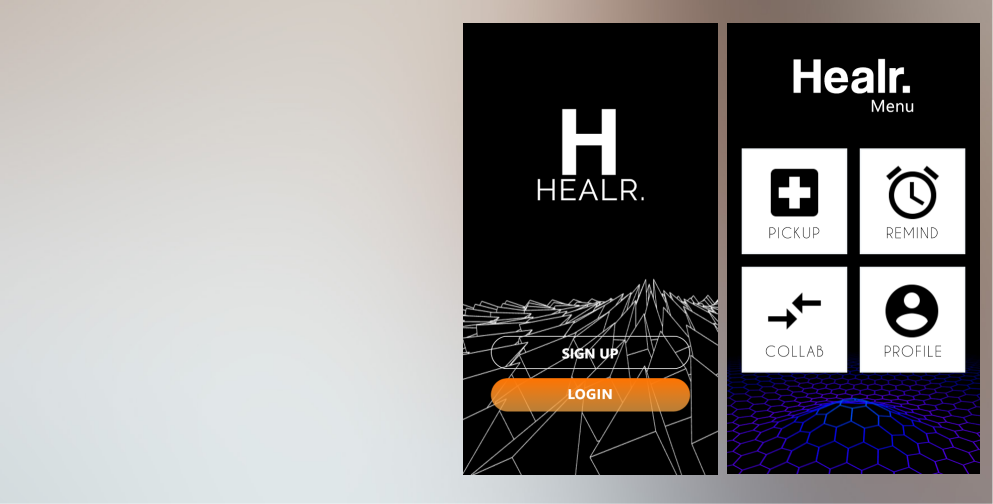 H
HEALR.
SIGN UP
LOGIN
Healr.
Menu
PICKUP
REMIND
COLLAB
PROFILE